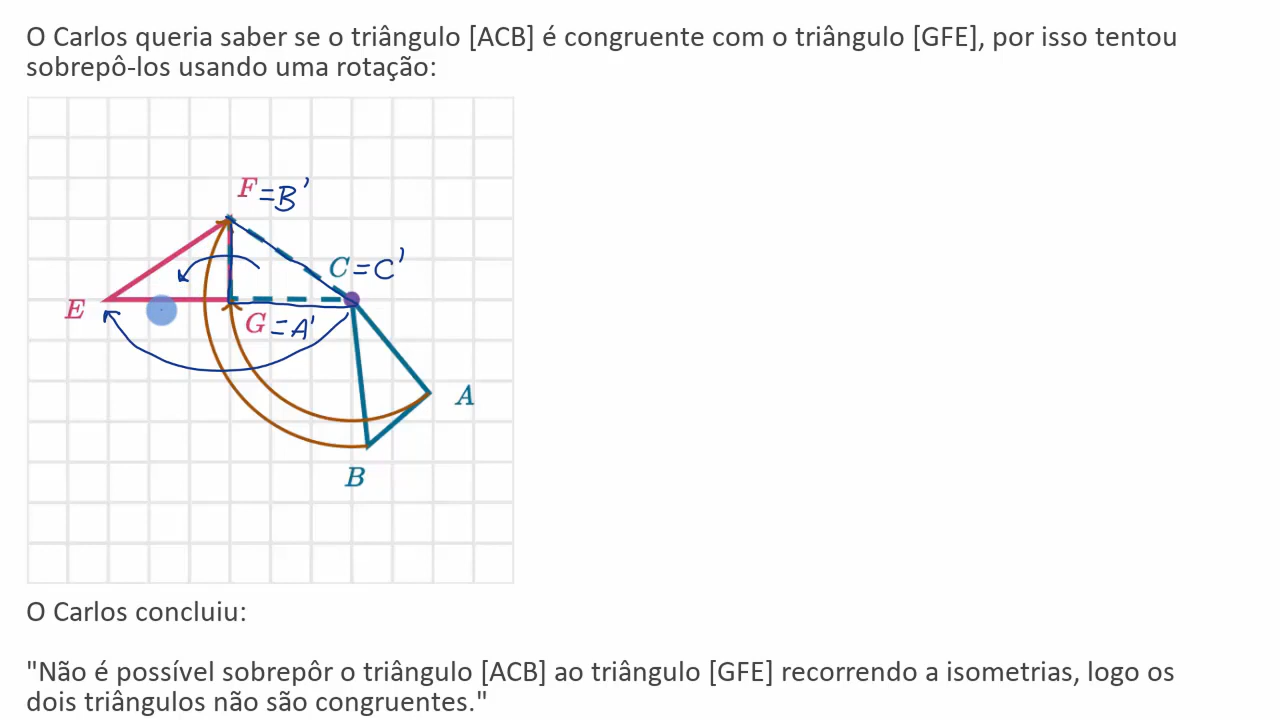 O Carlos queria saber se o triângulo [ACB] é congruente com o triângulo [GFE], por isso tentou
sobrepô-los usando uma rotação:
F=B'
C=C'
E
G=A'
A
B
O Carlos concluiu:
"Não é possível sobrepôr o triângulo [ACB] ao triângulo [GFE] recorrendo a isometrias, logo os
dois triângulos não são congruentes."